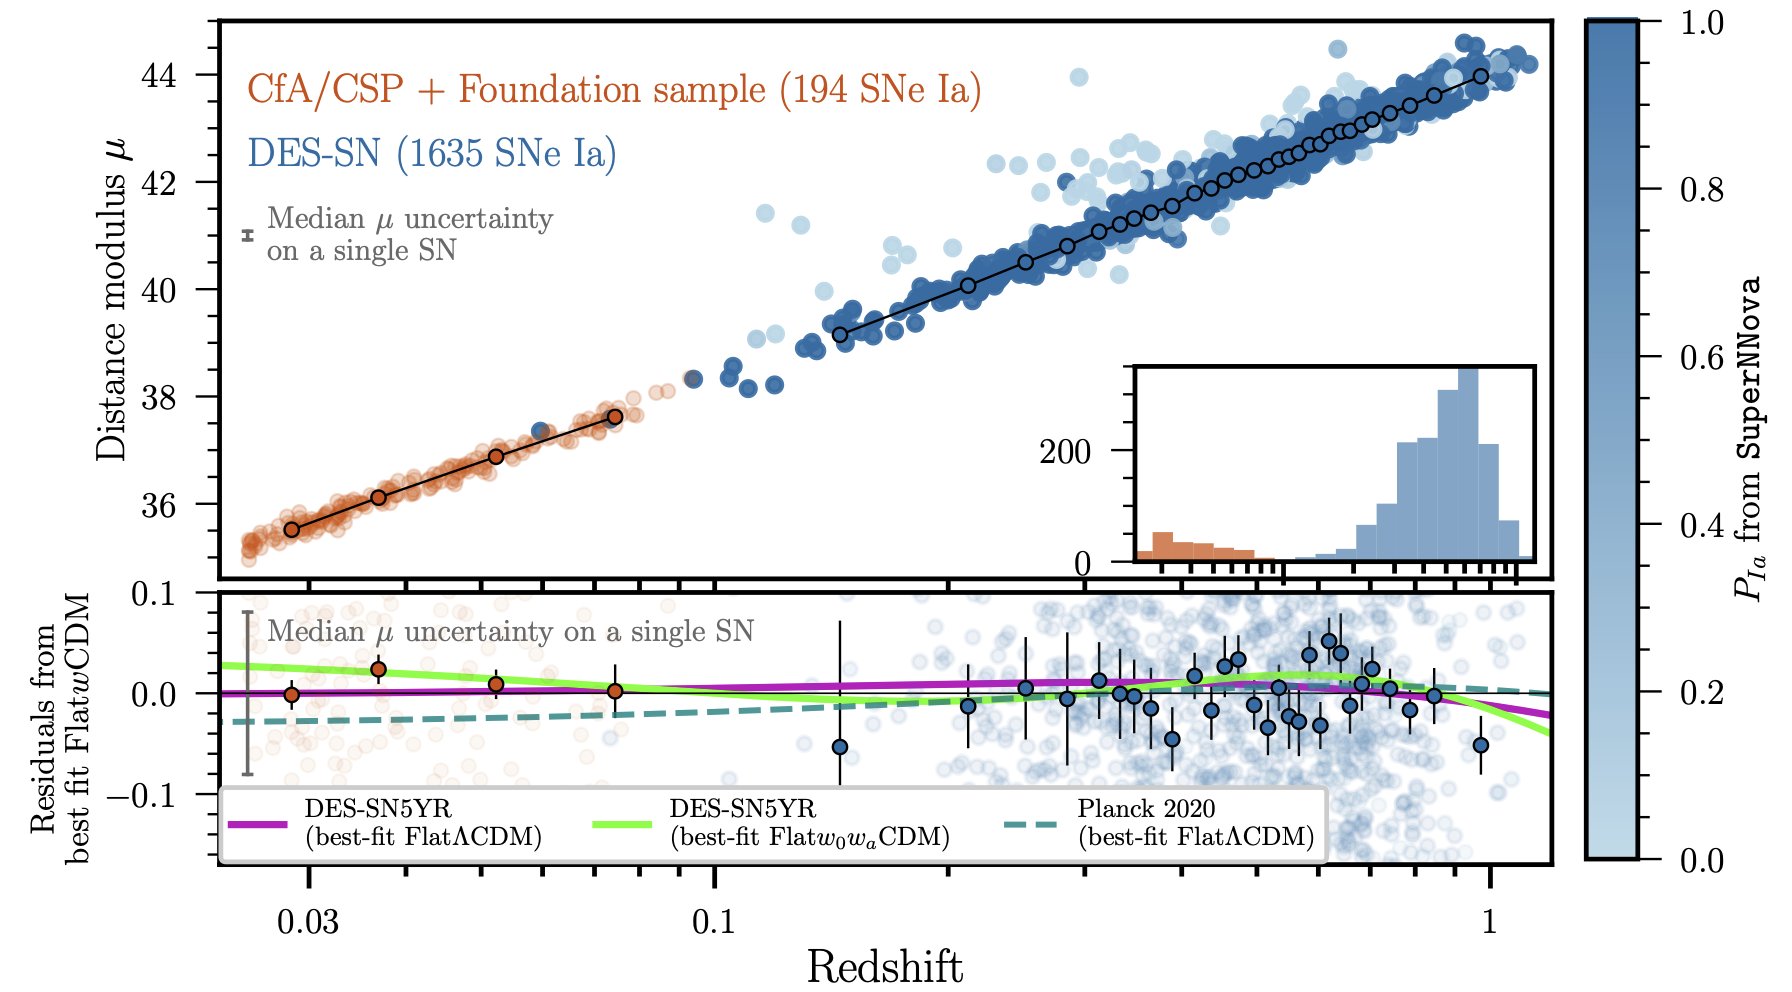 CfA/CSP + Foundation sample (194 SNe Ia)
DES-SN (1635 SNe Ia)
Median μ uncertainty
on a single SN
Distance modulus μ
44
42
40
38
36
200
0
1.0
0.8
0.6
0.4
0.2
0.0
P_{Ia} from SuperNNova
Residuals from
best fit FlatwCDM
0.1
0.0
−0.1
Median μ uncertainty on a single SN
DES-SN5YR
(best-fit FlatΛCDM)
DES-SN5YR
(best-fit Flatw₀wₐCDM)
Planck 2020
(best-fit FlatΛCDM)
0.03
0.1
1
Redshift